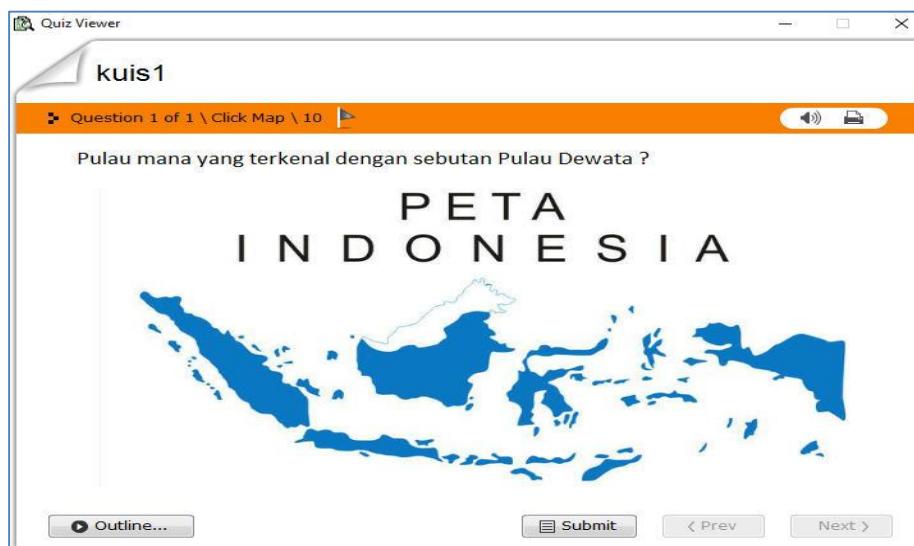 Quiz Viewer
kuis1
Question 1 of 1 \ Click Map \ 10
Pulau mana yang terkenal dengan sebutan Pulau Dewata ?
PETA
INDONESIA
Outline...
Submit
< Prev
Next >